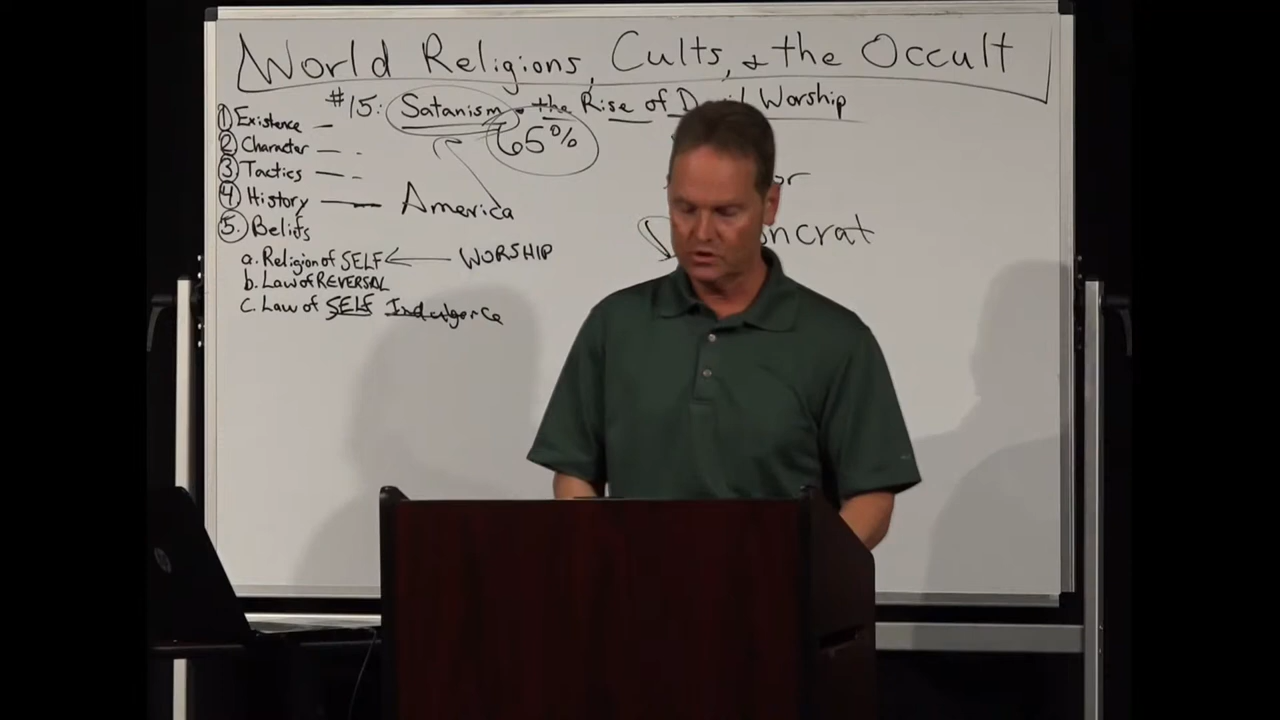 World Religions, Cults, & the Occult
#15: Satanism - the Rise of Worship
65%
① Existence —
② Character — -
③ Tactics — -
④ History — America
⑤. Beliefs
a. Religion of SELF ← WORSHIP
b. Law of REVERSAL
c. Law of SELF Indulgence